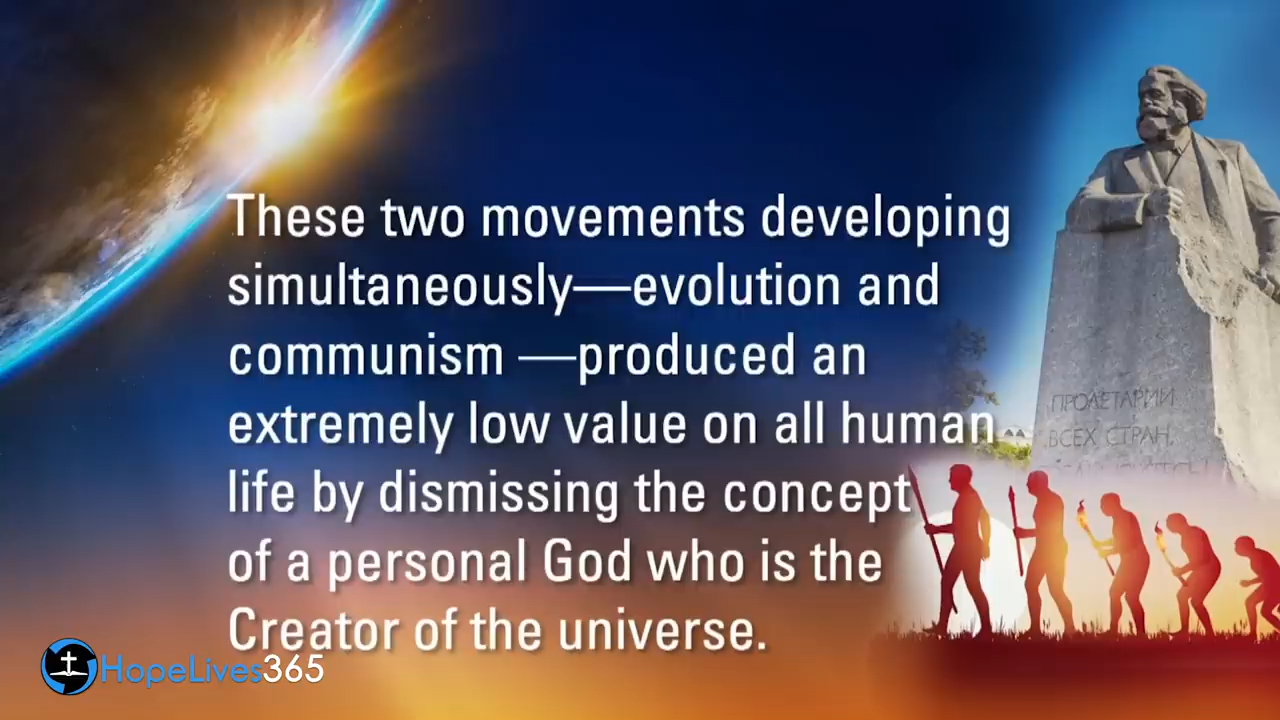 These two movements developing
simultaneously—evolution and
communism —produced an
extremely low value on all human
life by dismissing the concept
of a personal God who is the
Creator of the universe.
ПРОЛЕТАРИИ
ВСЕХ СТРАН,
HopeLives365